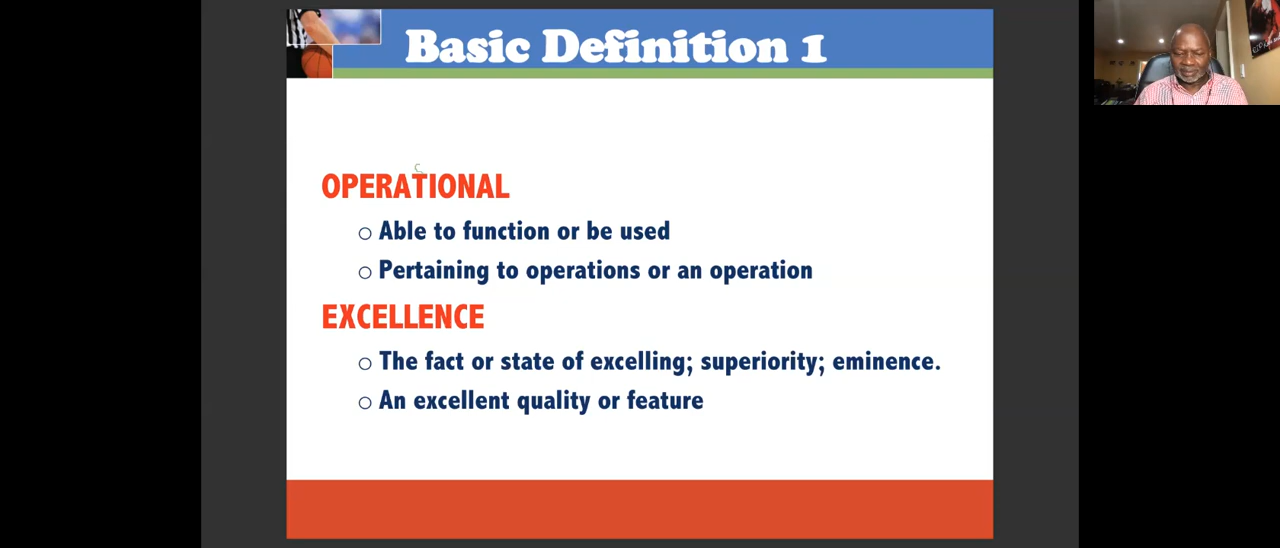 Basic Definition 1
OPERATIONAL
Able to function or be used
Pertaining to operations or an operation
EXCELLENCE
The fact or state of excelling; superiority; eminence.
An excellent quality or feature